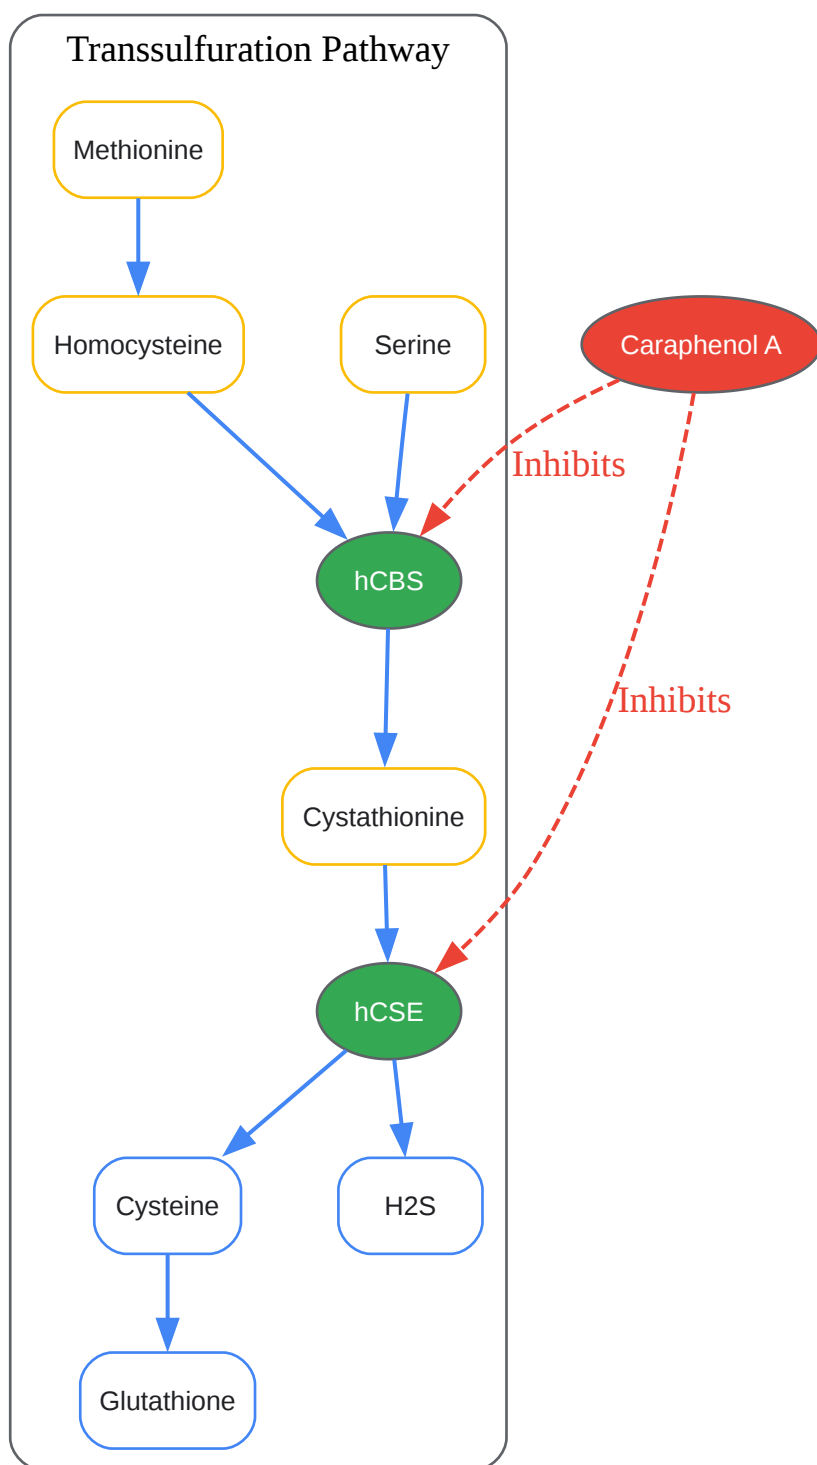 Transsulfuration Pathway
Methionine
Homocysteine
Serine
Caraphenol A
Inhibits
hCBS
Inhibits
Cystathionine
hCSE
Cysteine
H2S
Glutathione